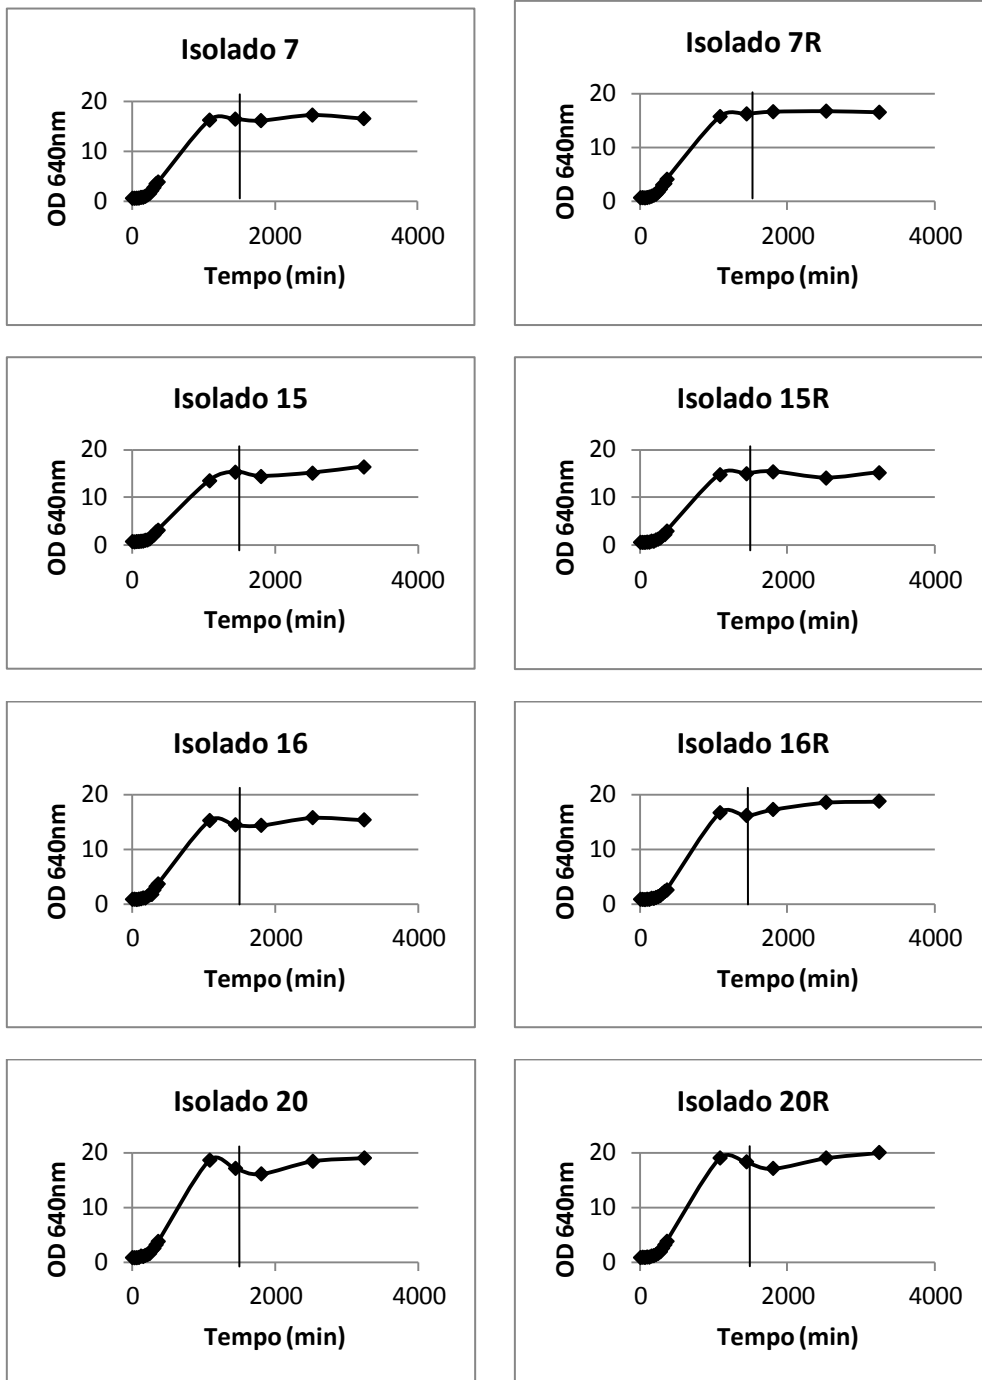 Isolado 7
20
10
0
0 2000 4000
OD 640nm
Tempo (min)
Isolado 7R
20
10
0
0 2000 4000
OD 640nm
Tempo (min)
Isolado 15
20
10
0
0 2000 4000
OD 640nm
Tempo (min)
Isolado 15R
20
10
0
0 2000 4000
OD 640nm
Tempo (min)
Isolado 16
20
10
0
0 2000 4000
OD 640nm
Tempo (min)
Isolado 16R
20
10
0
0 2000 4000
OD 640nm
Tempo (min)
Isolado 20
20
10
0
0 2000 4000
OD 640nm
Tempo (min)
Isolado 20R
20
10
0
0 2000 4000
OD 640nm
Tempo (min)